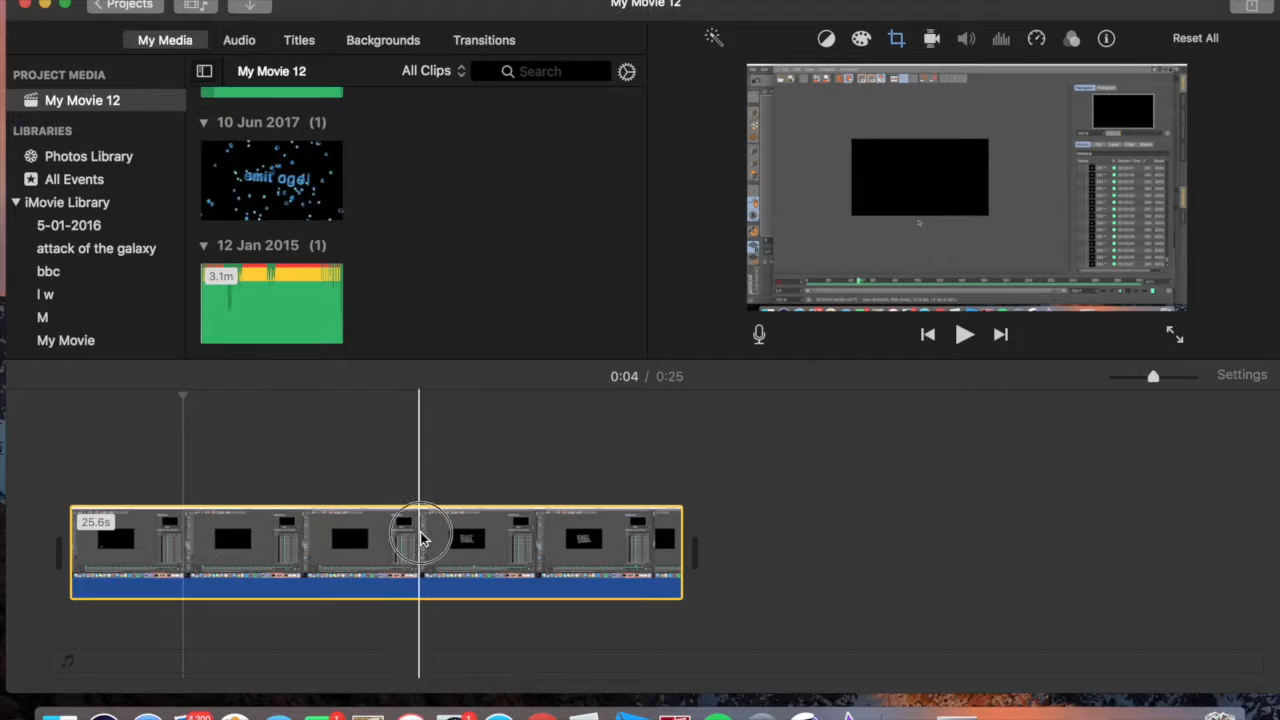 Projects
My Movie 12
My Media
Audio
Titles
Backgrounds
Transitions
Reset All
PROJECT MEDIA
My Movie 12
All Clips
Search
My Movie 12
LIBRARIES
Photos Library
All Events
iMovie Library
5-01-2016
attack of the galaxy
bbc
I w
M
My Movie
10 Jun 2017 (1)
12 Jan 2015 (1)
3.1m
0:04 / 0:25
Settings
25.6s
4,200